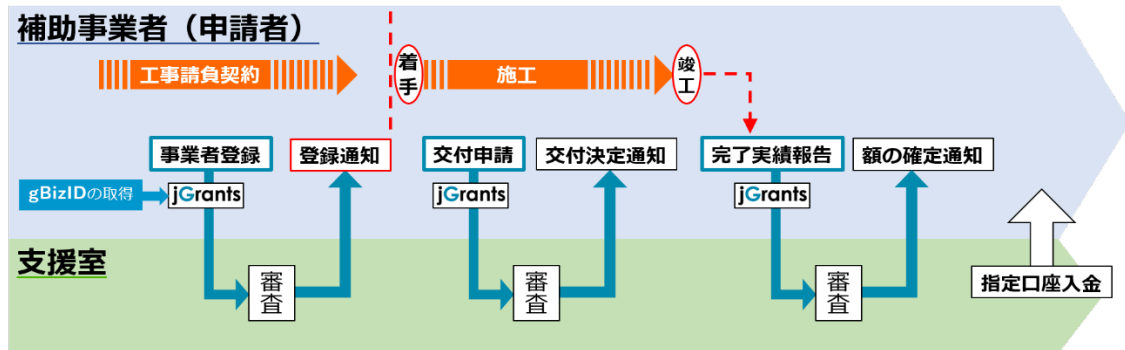 補助事業者（申請者）
工事請負契約
着手
施工
竣工
事業者登録
登録通知
交付申請
交付決定通知
完了実績報告
額の確定通知
gBizIDの取得
jGrants
jGrants
jGrants
支援室
審査
審査
審査
指定口座入金